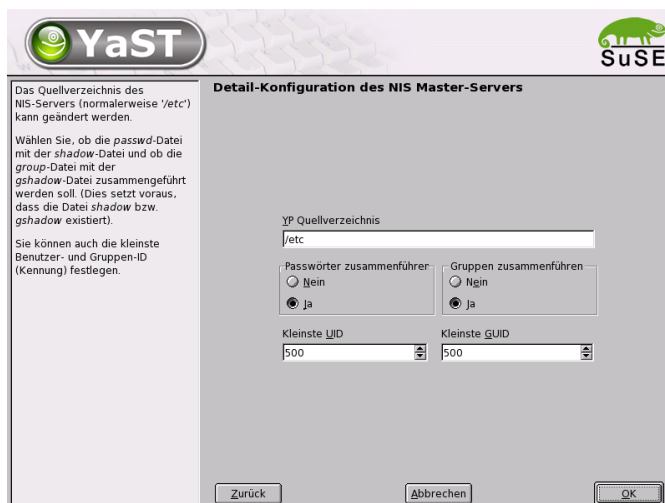 YaST
SuSE
Das Quellverzeichnis des
NIS-Servers (normalerweise '/etc')
kann geändert werden.
Wählen Sie, ob die passwd-Datei
mit der shadow-Datei und ob die
group-Datei mit der
gshadow-Datei zusammengeführt
werden soll. (Dies setzt voraus,
dass die Datei shadow bzw.
gshadow existiert).
Sie können auch die kleinste
Benutzer- und Gruppen-ID
(Kennung) festlegen.
Detail-Konfiguration des NIS Master-Servers
YP Quellverzeichnis
/etc
Passwörter zusammenführer
Nein
Ja
Gruppen zusammenführen
Nein
Ja
Kleinste UID
500
Kleinste GUID
500
Zurück
Abbrechen
OK